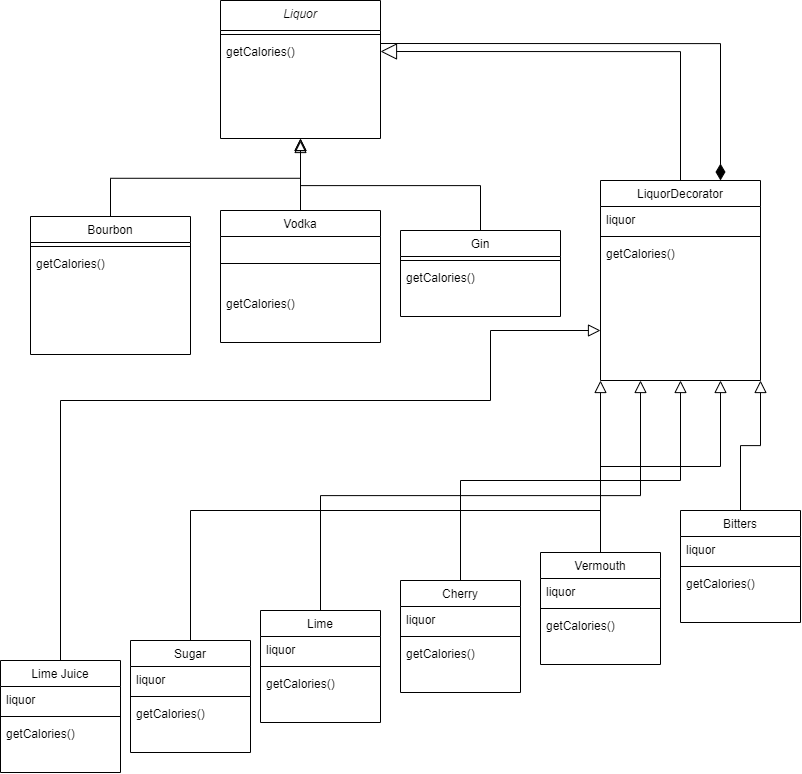 Liquor
getCalories()
LiquorDecorator
liquor
getCalories()
Bourbon
getCalories()
Vodka
getCalories()
Gin
getCalories()
Bitters
liquor
getCalories()
Vermouth
liquor
getCalories()
Cherry
liquor
getCalories()
Lime
liquor
getCalories()
Sugar
liquor
getCalories()
Lime Juice
liquor
getCalories()